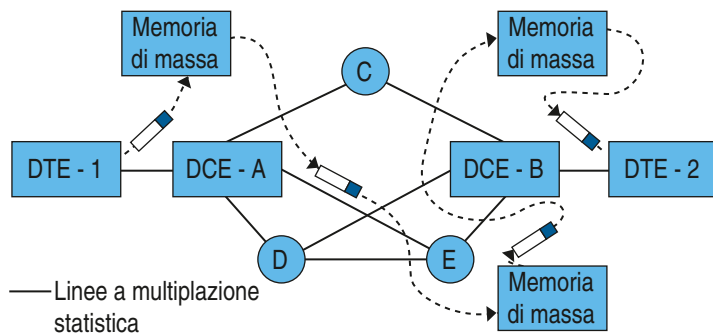 Memoria
di massa
Memoria
di massa
C
DTE - 1
DCE - A
DCE - B
DTE - 2
D
E
Linee a multiplazione
statistica
Memoria
di massa